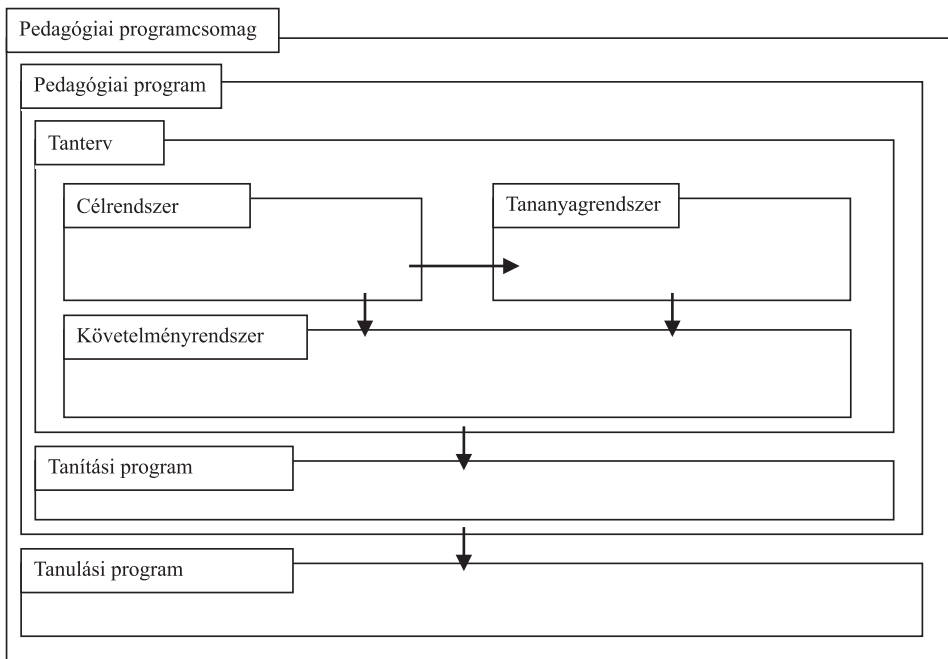 Pedagógiai programcsomag
Pedagógiai program
Tanterv
Célrendszer
Tananyagrendszer
Követelményrendszer
Tanítási program
Tanulási program